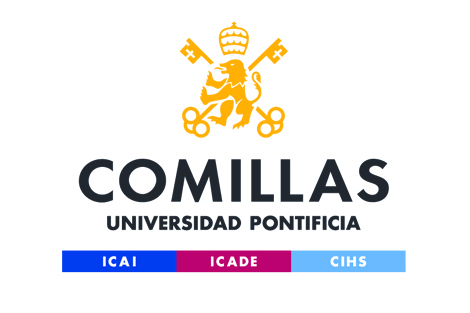 COMILLAS
UNIVERSIDAD PONTIFICIA
ICAI ICADE CIHS